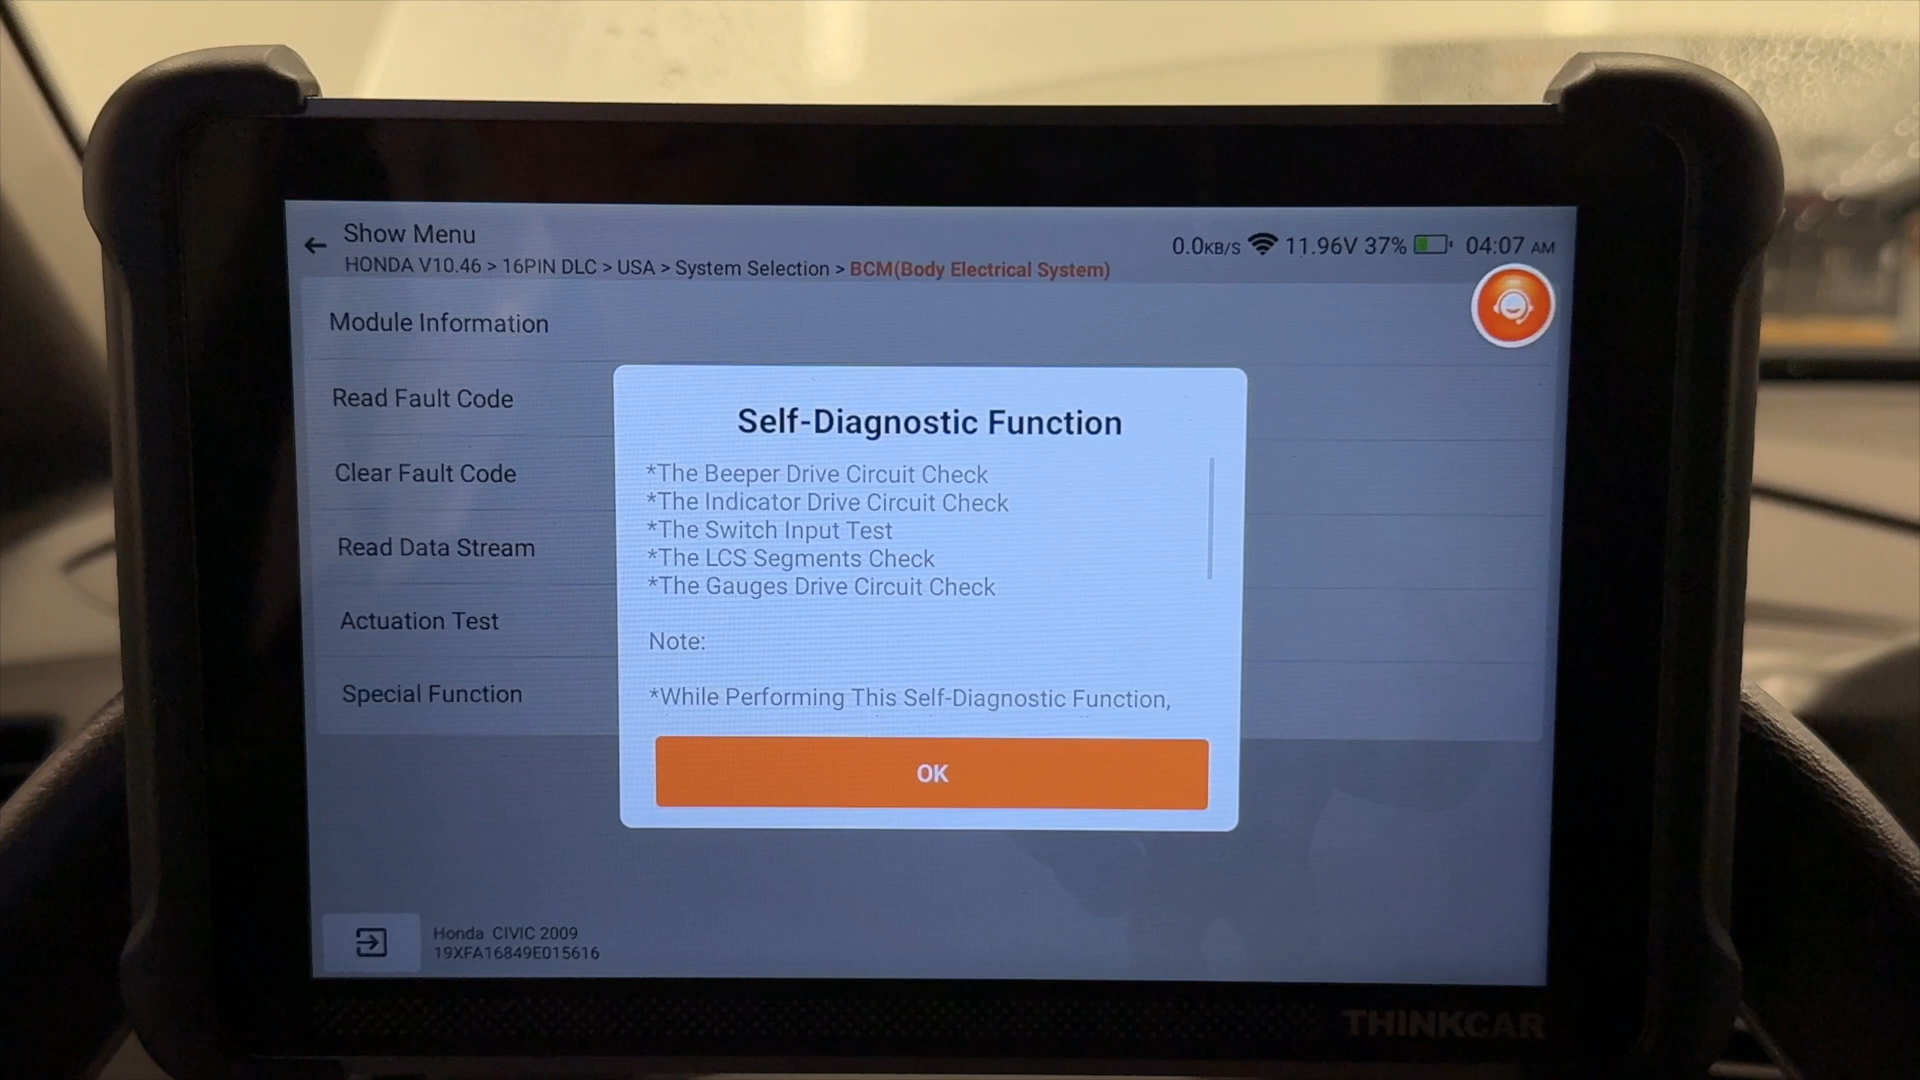 Show Menu
HONDA V10.46 > 16PIN DLC > USA > System Selection > BCM(Body Electrical System)
0.0KB/S 11.96V 37% 04:07 AM
Module Information
Read Fault Code
Clear Fault Code
Read Data Stream
Actuation Test
Special Function
Self-Diagnostic Function
*The Beeper Drive Circuit Check
*The Indicator Drive Circuit Check
*The Switch Input Test
*The LCS Segments Check
*The Gauges Drive Circuit Check
Note:
*While Performing This Self-Diagnostic Function,
OK
Honda CIVIC 2009
19XFA16849E015616
THINKCAR